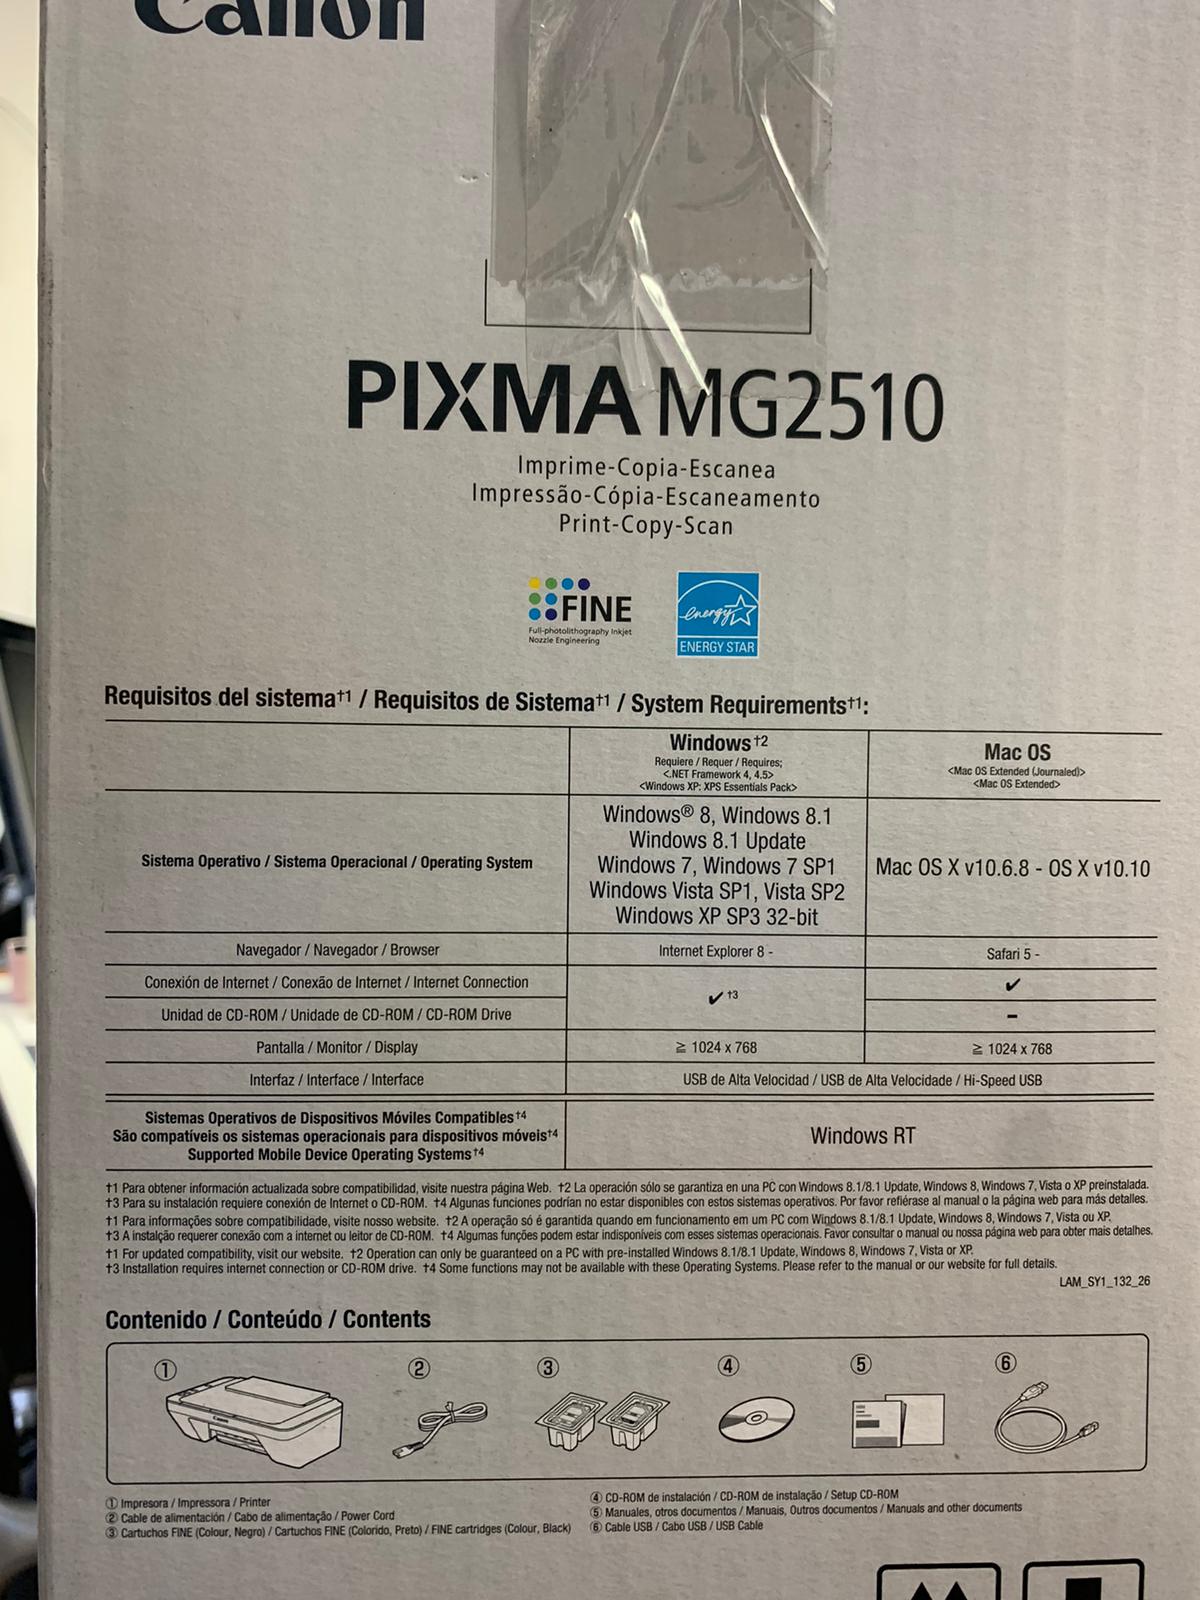 Canon
PIXMA MG2510
Imprime-Copia-Escanea
Impressão-Cópia-Escaneamento
Print-Copy-Scan
FINE
Full-photolithography Inkjet
Nozzle Engineering
energy
ENERGY STAR
Requisitos del sistema†1 / Requisitos de Sistema†1 / System Requirements†1:
Windows†2
Requiere / Requer / Requires;
<.NET Framework 4, 4.5>
<Windows XP: XPS Essentials Pack>
Mac OS
<Mac OS Extended (Journaled)>
<Mac OS Extended>
Sistema Operativo / Sistema Operacional / Operating System
Windows® 8, Windows 8.1
Windows 8.1 Update
Windows 7, Windows 7 SP1
Windows Vista SP1, Vista SP2
Windows XP SP3 32-bit
Mac OS X v10.6.8 - OS X v10.10
Navegador / Navegador / Browser
Internet Explorer 8 -
Safari 5 -
Conexión de Internet / Conexão de Internet / Internet Connection
✔†3
✔
Unidad de CD-ROM / Unidade de CD-ROM / CD-ROM Drive
–
Pantalla / Monitor / Display
≧ 1024 x 768
≧ 1024 x 768
Interfaz / Interface / Interface
USB de Alta Velocidad / USB de Alta Velocidade / Hi-Speed USB
Sistemas Operativos de Dispositivos Móviles Compatibles†4
São compatíveis os sistemas operacionais para dispositivos móveis†4
Supported Mobile Device Operating Systems†4
Windows RT
†1 Para obtener información actualizada sobre compatibilidad, visite nuestra página Web. †2 La operación sólo se garantiza en una PC con Windows 8.1/8.1 Update, Windows 8, Windows 7, Vista o XP preinstalada.
†3 Para su instalación requiere conexión de Internet o CD-ROM. †4 Algunas funciones podrían no estar disponibles con estos sistemas operativos. Por favor refiérase al manual o la página web para más detalles.
†1 Para informações sobre compatibilidade, visite nosso website. †2 A operação só é garantida quando em funcionamento em um PC com Windows 8.1/8.1 Update, Windows 8, Windows 7, Vista ou XP.
†3 A instalção requerer conexão com a internet ou leitor de CD-ROM. †4 Algumas funções podem estar indisponíveis com esses sistemas operacionais. Favor consultar o manual ou nossa página web para obter mais detalhes.
†1 For updated compatibility, visit our website. †2 Operation can only be guaranteed on a PC with pre-installed Windows 8.1/8.1 Update, Windows 8, Windows 7, Vista or XP.
†3 Installation requires internet connection or CD-ROM drive. †4 Some functions may not be available with these Operating Systems. Please refer to the manual or our website for full details.
LAM_SY1_132_26
Contenido / Conteúdo / Contents
① ② ③ ④ ⑤ ⑥
① Impresora / Impressora / Printer
② Cable de alimentación / Cabo de alimentação / Power Cord
③ Cartuchos FINE (Colour, Negro) / Cartuchos FINE (Colorido, Preto) / FINE cartridges (Colour, Black)
④ CD-ROM de instalación / CD-ROM de instalação / Setup CD-ROM
⑤ Manuales, otros documentos / Manuais, Outros documentos / Manuals and other documents
⑥ Cable USB / Cabo USB / USB Cable